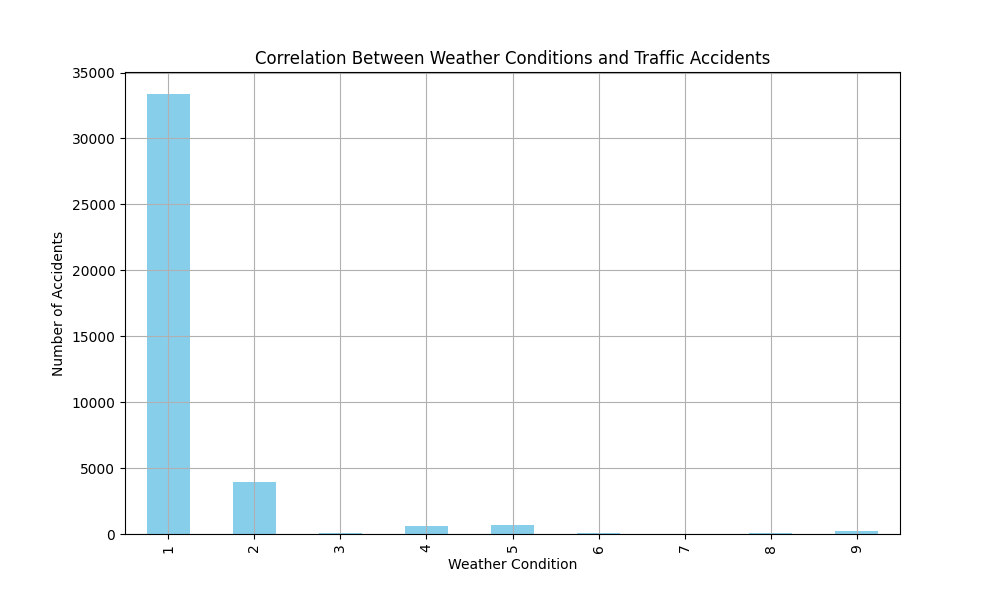 Correlation Between Weather Conditions and Traffic Accidents
35000
30000
25000
20000
15000
10000
5000
0
Number of Accidents
1 2 3 4 5 6 7 8 9
Weather Condition